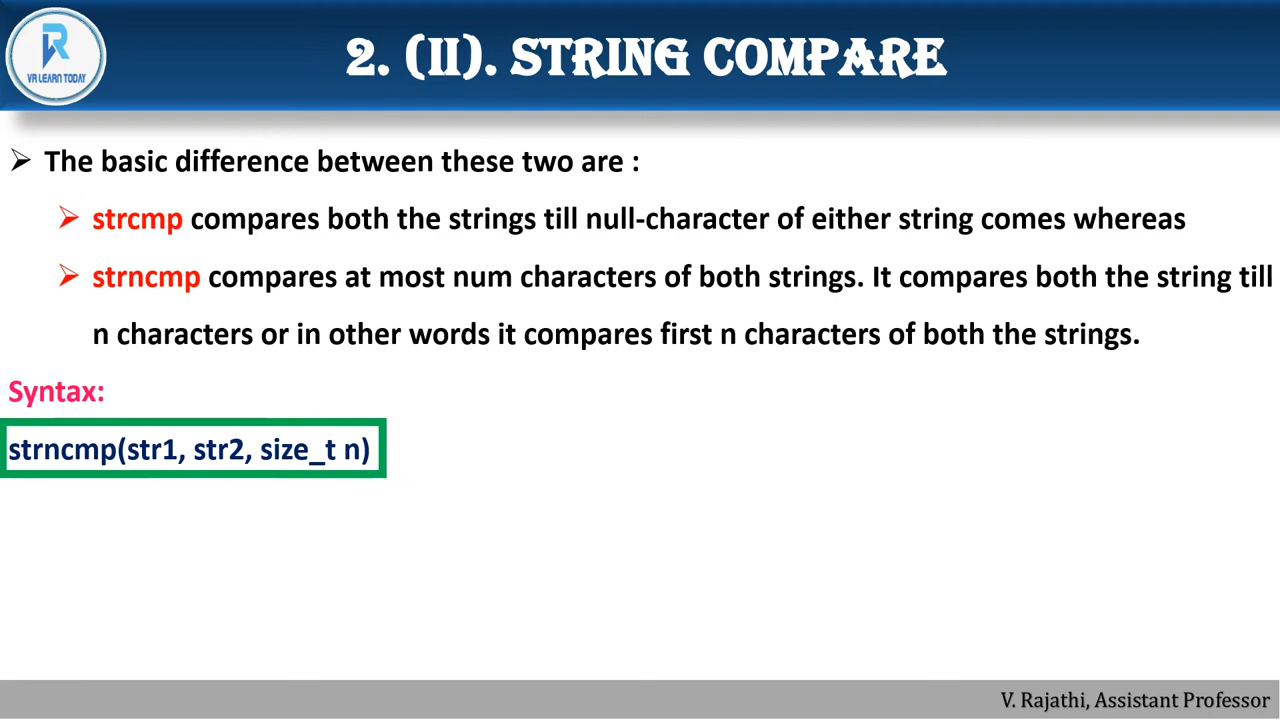 VR LEARN TODAY
2. (II). STRING COMPARE
➢ The basic difference between these two are :
➢ strcmp compares both the strings till null-character of either string comes whereas
➢ strncmp compares at most num characters of both strings. It compares both the string till
n characters or in other words it compares first n characters of both the strings.
Syntax:
strncmp(str1, str2, size_t n)
V. Rajathi, Assistant Professor